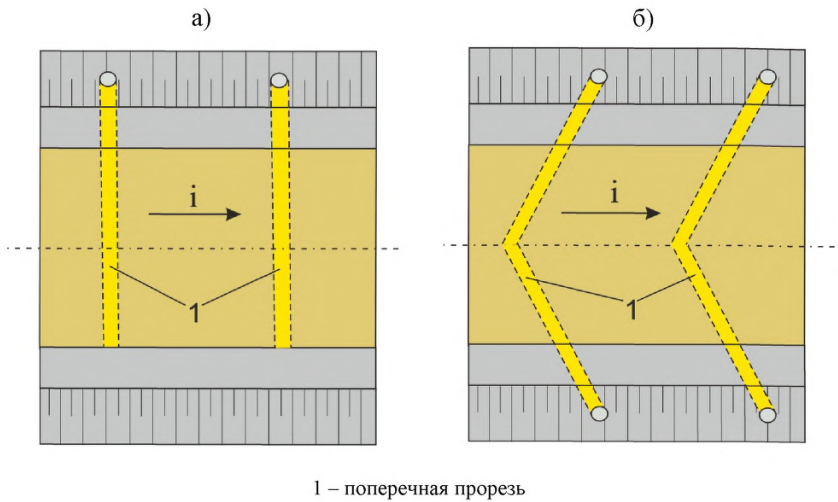 а) б)
i i
1 1
1 – поперечная прорезь